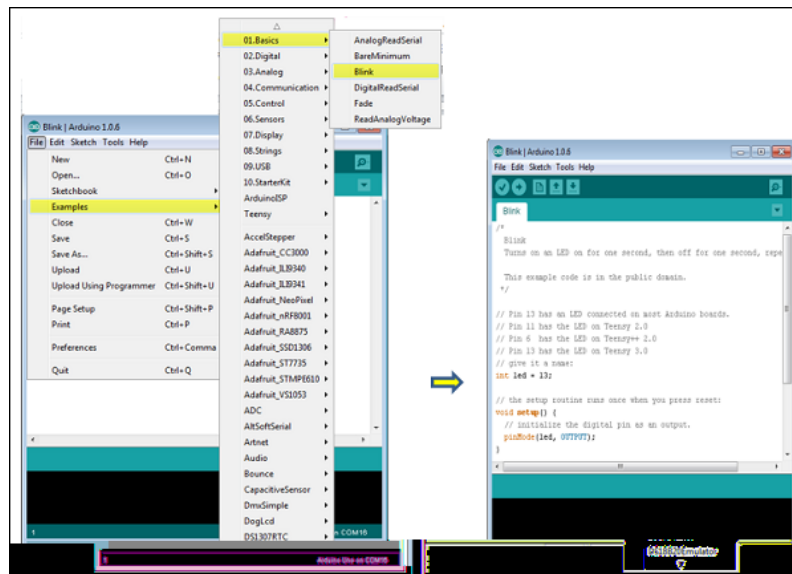 Blink | Arduino 1.0.6
File Edit Sketch Tools Help
New Ctrl+N
Open... Ctrl+O
Sketchbook
Examples
Close Ctrl+W
Save Ctrl+S
Save As... Ctrl+Shift+S
Upload Ctrl+U
Upload Using Programmer Ctrl+Shift+U
Page Setup Ctrl+Shift+P
Print Ctrl+P
Preferences Ctrl+Comma
Quit Ctrl+Q
01.Basics
02.Digital
03.Analog
04.Communication
05.Control
06.Sensors
07.Display
08.Strings
09.USB
10.StarterKit
ArduinoISP
Teensy
AccelStepper
Adafruit_CC3000
Adafruit_ILI9340
Adafruit_ILI9341
Adafruit_NeoPixel
Adafruit_nRF8001
Adafruit_RA8875
Adafruit_SSD1306
Adafruit_ST7735
Adafruit_STMPE610
Adafruit_VS1053
ADC
AltSoftSerial
Artnet
Audio
Bounce
CapacitiveSensor
DmxSimple
DogLcd
DS1307RTC
AnalogReadSerial
BareMinimum
Blink
DigitalReadSerial
Fade
ReadAnalogVoltage
1 n COM16
1 Arduino Uno on COM16
Blink | Arduino 1.0.6
File Edit Sketch Tools Help
Blink
/*
Blink
Turns on an LED on for one second, then off for one second, repe
This example code is in the public domain.
*/
// Pin 13 has an LED connected on most Arduino boards.
// Pin 11 has the LED on Teensy 2.0
// Pin 6 has the LED on Teensy++ 2.0
// Pin 13 has the LED on Teensy 3.0
// give it a name:
int led = 13;
// the setup routine runs once when you press reset:
void setup() {
// initialize the digital pin as an output.
pinMode(led, OUTPUT);
}